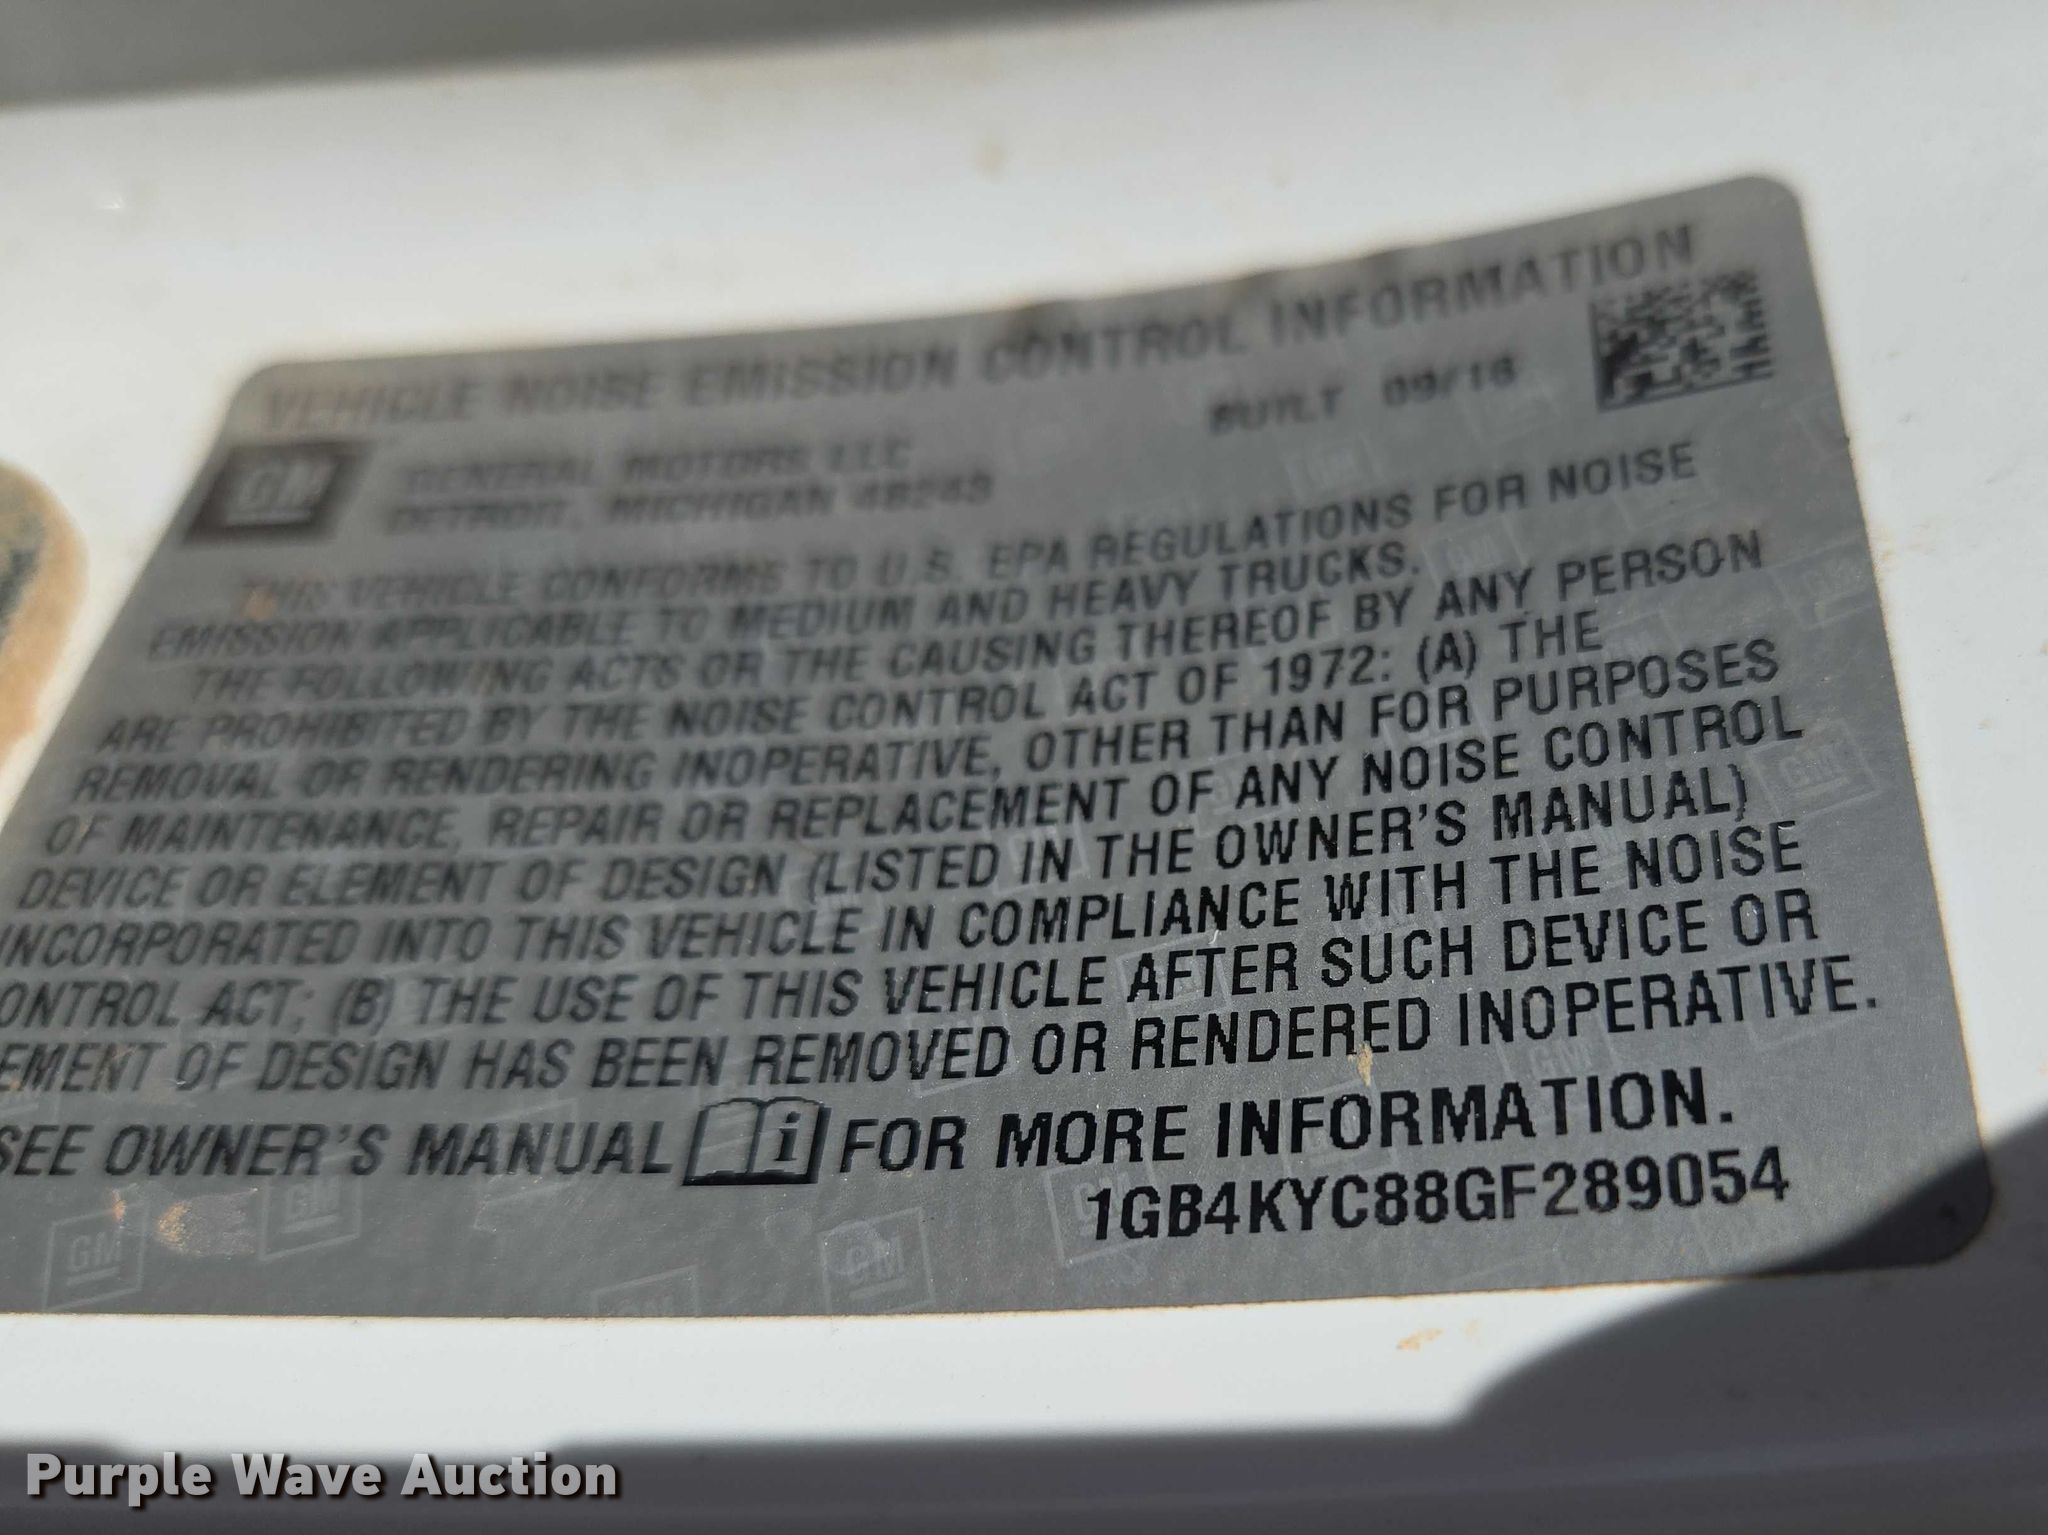 VEHICLE NOISE EMISSION CONTROL INFORMATION
GM GENERAL MOTORS LLC BUILT 09/16
DETROIT, MICHIGAN 48243
THIS VEHICLE CONFORMS TO U.S. EPA REGULATIONS FOR NOISE
EMISSION APPLICABLE TO MEDIUM AND HEAVY TRUCKS.
THE FOLLOWING ACTS OR THE CAUSING THEREOF BY ANY PERSON
ARE PROHIBITED BY THE NOISE CONTROL ACT OF 1972: (A) THE
REMOVAL OR RENDERING INOPERATIVE, OTHER THAN FOR PURPOSES
OF MAINTENANCE, REPAIR OR REPLACEMENT OF ANY NOISE CONTROL
DEVICE OR ELEMENT OF DESIGN (LISTED IN THE OWNER'S MANUAL)
INCORPORATED INTO THIS VEHICLE IN COMPLIANCE WITH THE NOISE
ONTROL ACT; (B) THE USE OF THIS VEHICLE AFTER SUCH DEVICE OR
EMENT OF DESIGN HAS BEEN REMOVED OR RENDERED INOPERATIVE.
SEE OWNER'S MANUAL i FOR MORE INFORMATION.
1GB4KYC88GF289054
Purple Wave Auction